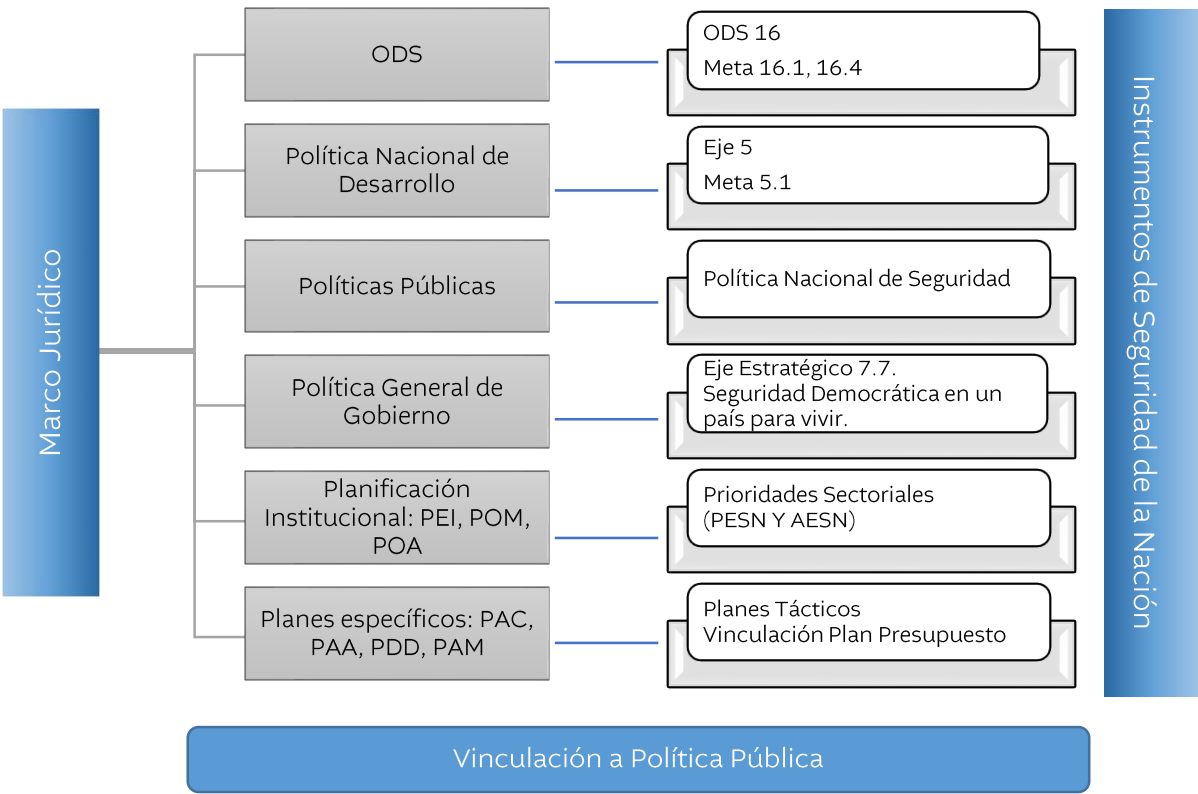 Marco Jurídico
ODS
ODS 16
Meta 16.1, 16.4
Política Nacional de
Desarrollo
Eje 5
Meta 5.1
Políticas Públicas
Política Nacional de Seguridad
Política General de
Gobierno
Eje Estratégico 7.7.
Seguridad Democrática en un
país para vivir.
Planificación
Institucional: PEI, POM,
POA
Prioridades Sectoriales
(PESN Y AESN)
Planes específicos: PAC,
PAA, PDD, PAM
Planes Tácticos
Vinculación Plan Presupuesto
Instrumentos de Seguridad de la Nación
Vinculación a Política Pública